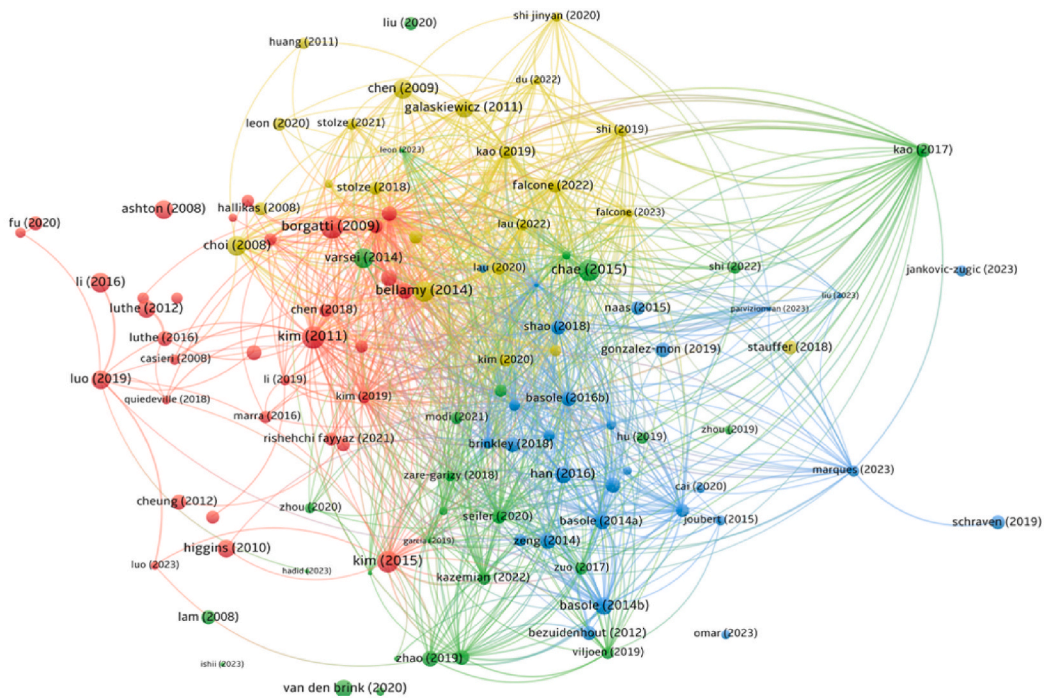 shi jinyan (2020)
liu (2020)
huang (2011)
du (2022)
chen (2009)
galaskiewicz (2011)
leon (2020)
stolze (2021)
shi (2019)
leon (2023)
kao (2019)
kao (2017)
stolze (2018)
falcone (2022)
hallikas (2008)
ashton (2008)
falcone (2023)
fu (2020)
borgatti (2009)
lau (2022)
choi (2008)
varsei (2014)
lau (2020)
chae (2015)
shi (2022)
jankovic-zugic (2023)
li (2016)
bellamy (2014)
liu (2023)
luthe (2012)
chen (2018)
naas (2015)
parvizionran (2023)
shao (2018)
kim (2011)
luthe (2016)
gonzalez-mon (2019)
stauffer (2018)
casieri (2008)
kim (2020)
luo (2019)
li (2019)
quiedeville (2018)
kim (2019)
basole (2016b)
marra (2016)
modi (2021)
zhou (2019)
rishehchi fayyaz (2021)
brinkley (2018)
hu (2019)
zare-garizy (2018)
han (2016)
marques (2023)
cai (2020)
cheung (2012)
zhou (2020)
seiler (2020)
basole (2014a)
joubert (2015)
schraven (2019)
garcia (2019)
zeng (2014)
higgins (2010)
kim (2015)
luo (2023)
hadid (2023)
zuo (2017)
kazemian (2022)
basole (2014b)
lam (2008)
bezuidenhout (2012)
omar (2023)
viljoen (2019)
zhao (2019)
ishii (2023)
van den brink (2020)